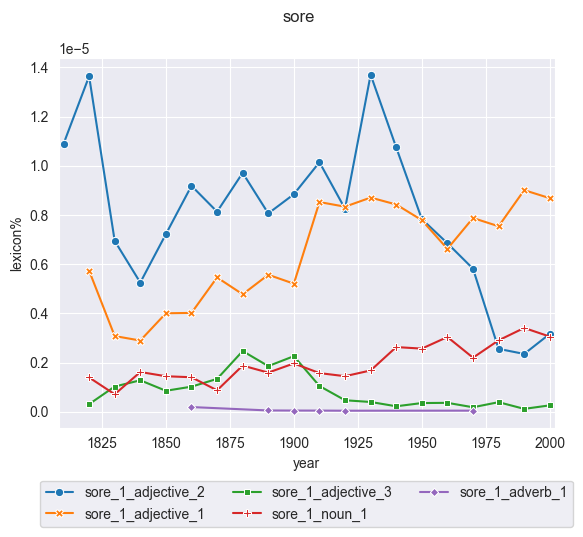 sore
1e−5
1.4
1.2
1.0
0.8
0.6
0.4
0.2
0.0
lexicon%
1825 1850 1875 1900 1925 1950 1975 2000
year
sore_1_adjective_2 sore_1_adjective_3 sore_1_adverb_1
sore_1_adjective_1 sore_1_noun_1